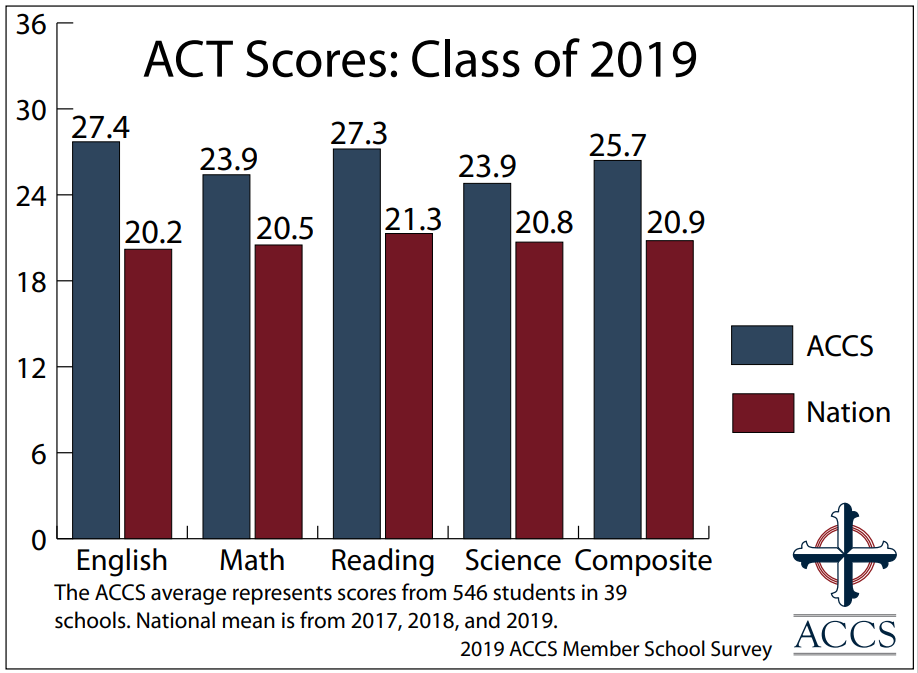 ACT Scores: Class of 2019
36
30
24
18
12
6
0
27.4
20.2
23.9
20.5
27.3
21.3
23.9
20.8
25.7
20.9
English
Math
Reading
Science
Composite
ACCS
Nation
The ACCS average represents scores from 546 students in 39
schools. National mean is from 2017, 2018, and 2019.
2019 ACCS Member School Survey
ACCS